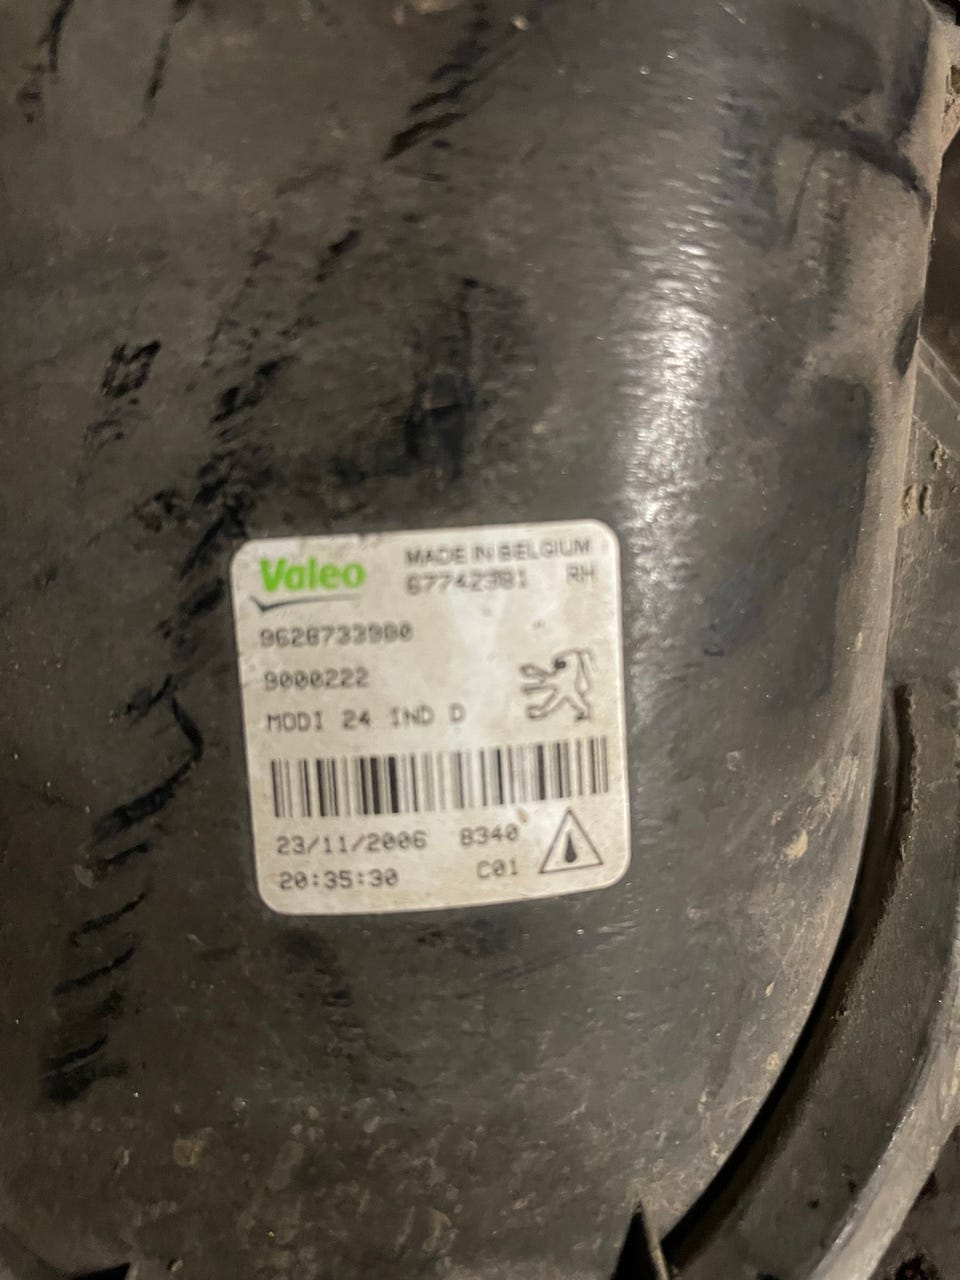 Valeo
MADE IN BELGIUM
67742381 RH
9628733980
9000222
MODI 24 IND D
23/11/2006 8340
20:35:30 C01